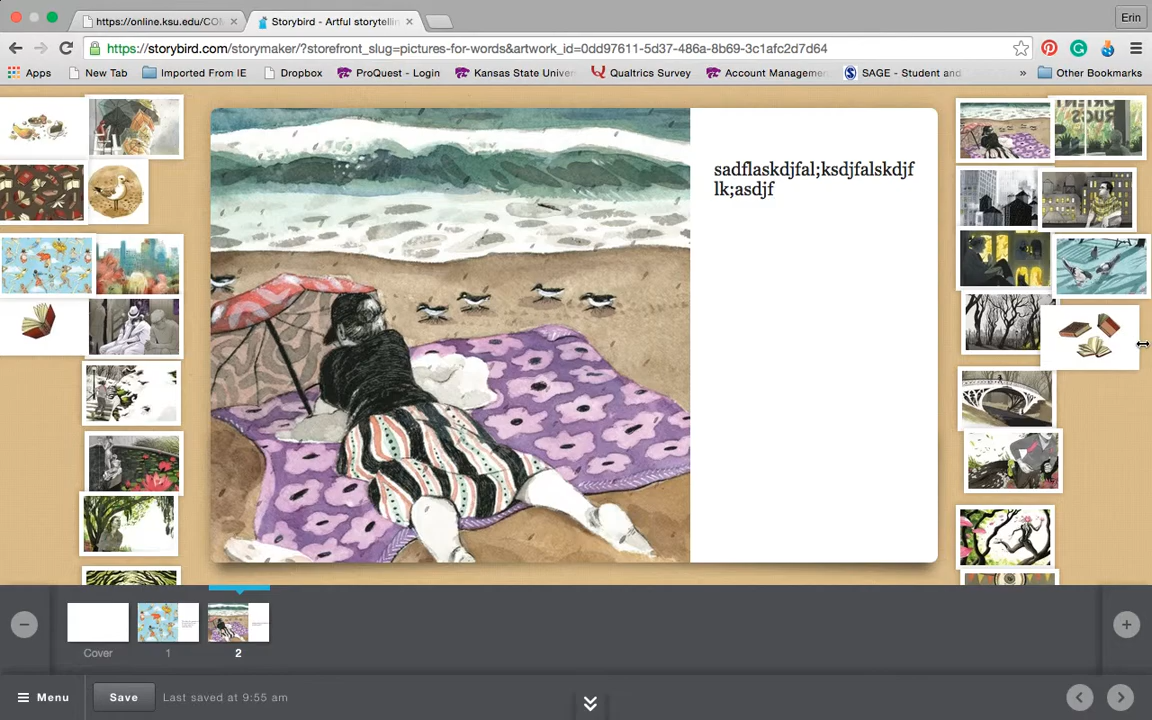 https://online.ksu.edu/COI
Storybird - Artful storytellin
Erin
https://storybird.com/storymaker/?storefront_slug=pictures-for-words&artwork_id=0dd97611-5d37-486a-8b69-3c1afc2d7d64
Apps New Tab Imported From IE Dropbox ProQuest - Login Kansas State Univer Qualtrics Survey Account Managemen SAGE - Student and » Other Bookmarks
RUGS
sadflaskdjfal;ksdjfalskdjf
lk;asdjf
Cover 1 2
Menu Save Last saved at 9:55 am